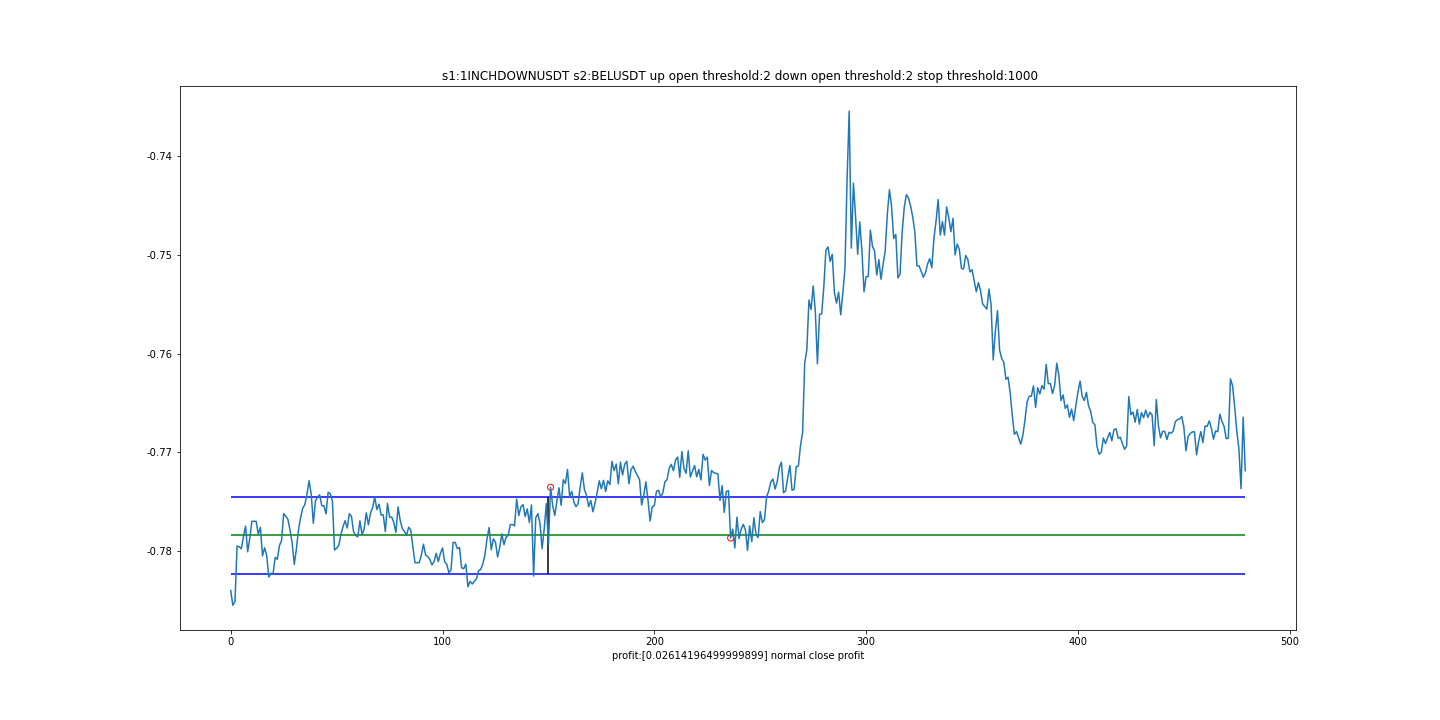 s1:1INCHDOWNUSDT s2:BELUSDT up open threshold:2 down open threshold:2 stop threshold:1000
-0.74
-0.75
-0.76
-0.77
-0.78
0 100 200 300 400 500
profit:[0.02614196499999899] normal close profit